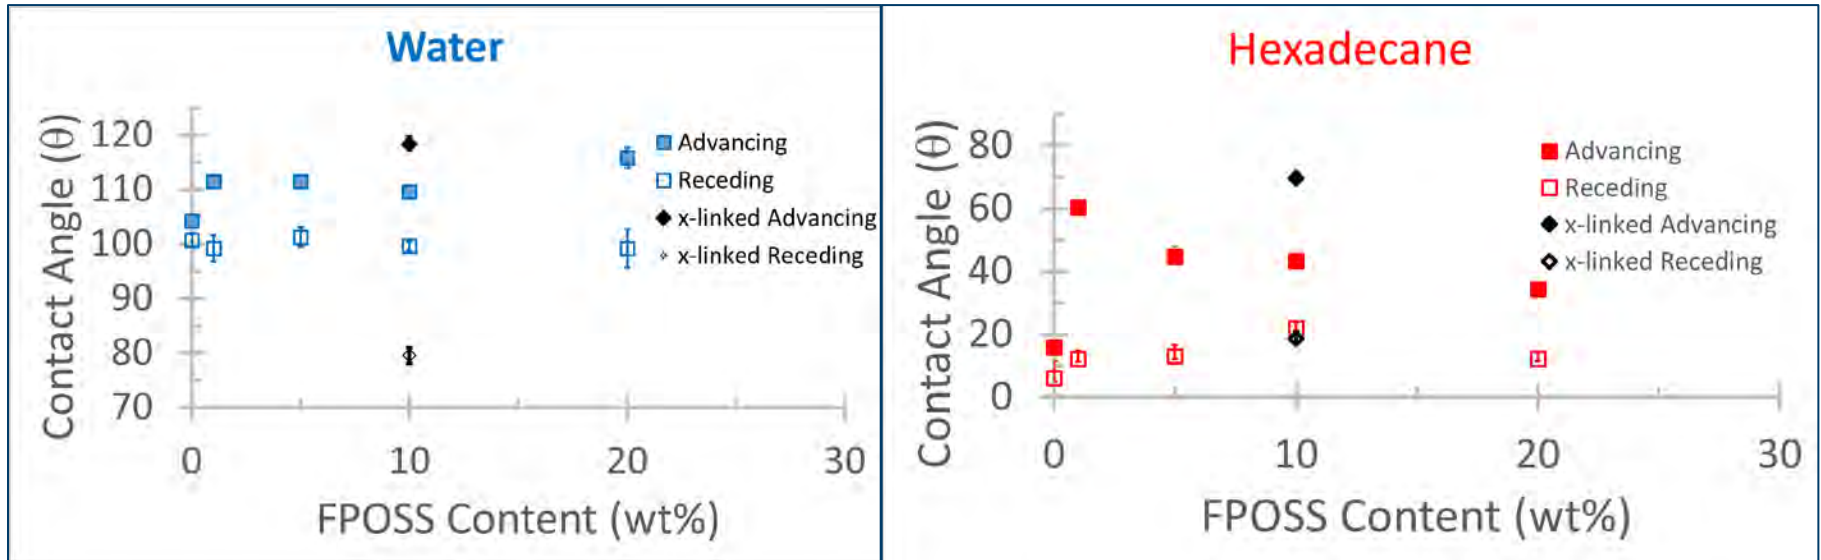 Water
Contact Angle (θ)
120
110
100
90
80
70
0
10
20
30
FPOSS Content (wt%)
Advancing
Receding
x-linked Advancing
x-linked Receding
Hexadecane
Contact Angle (θ)
80
60
40
20
0
0
10
20
30
FPOSS Content (wt%)
Advancing
Receding
x-linked Advancing
x-linked Receding